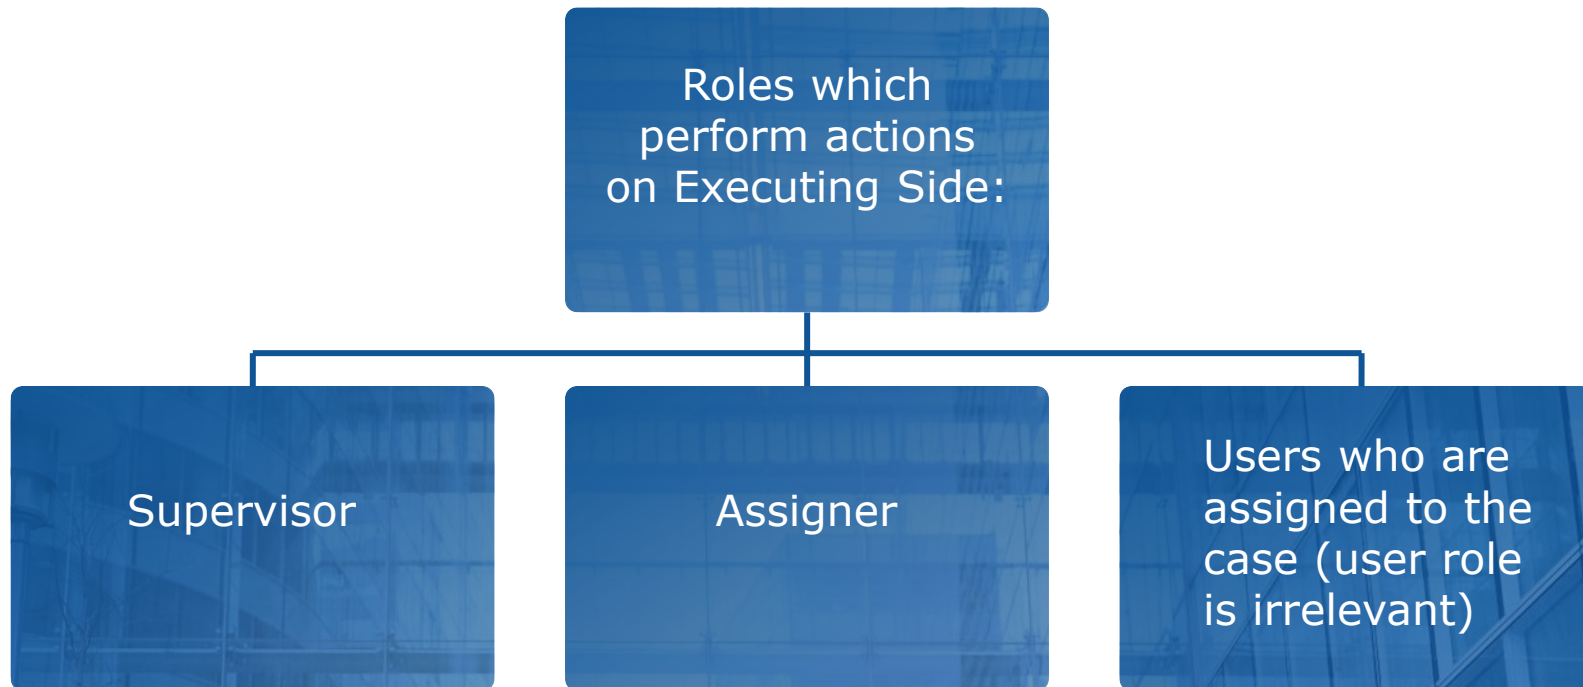 Roles which
perform actions
on Executing Side:
Supervisor
Assigner
Users who are
assigned to the
case (user role
is irrelevant)